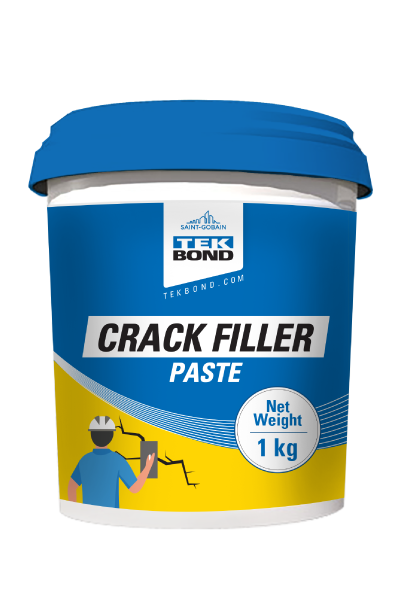 SAINT-GOBAIN
TEK
BOND
TEKBOND.COM
CRACK FILLER
PASTE
Net
Weight
1 kg